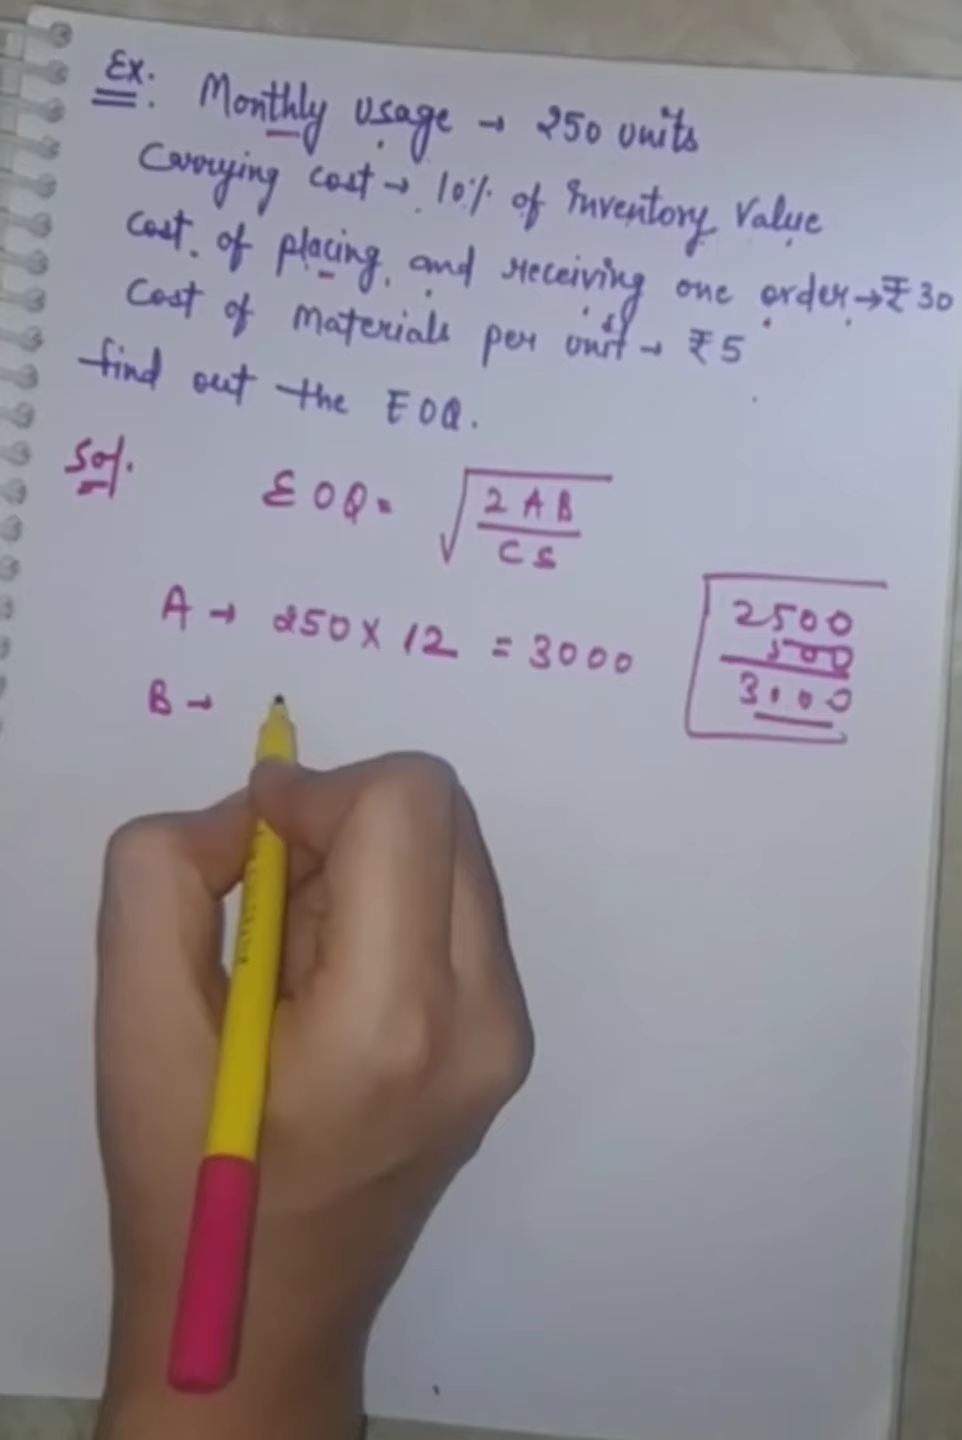 Ex: Monthly usage → 250 units
Carrying cost → 10% of Inventory Value
Cost of placing and receiving one order → ₹30
Cost of Materials per unit → ₹5
find out the EOQ.
Sol.
EOQ = √2AB
CS
A → 250 × 12 = 3000
2500
500
3000
B →